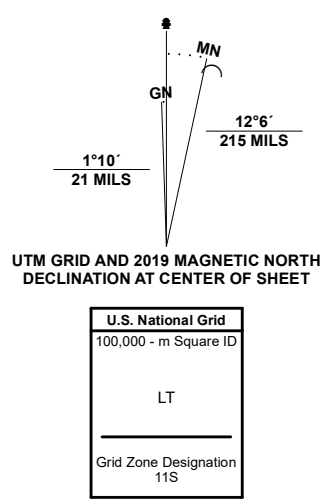 MN
GN
12°6´
215 MILS
1°10´
21 MILS
UTM GRID AND 2019 MAGNETIC NORTH
DECLINATION AT CENTER OF SHEET
U.S. National Grid
100,000 - m Square ID
LT
Grid Zone Designation
11S